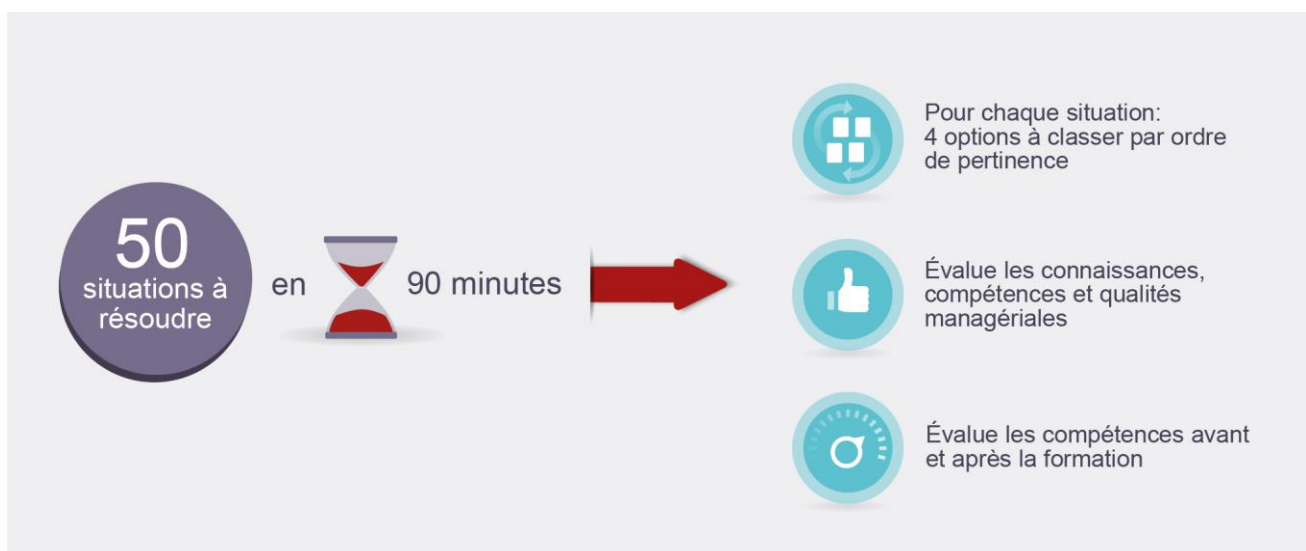 50
situations à
résoudre
en
90 minutes
Pour chaque situation:
4 options à classer par ordre
de pertinence
Évalue les connaissances,
compétences et qualités
managériales
Évalue les compétences avant
et après la formation